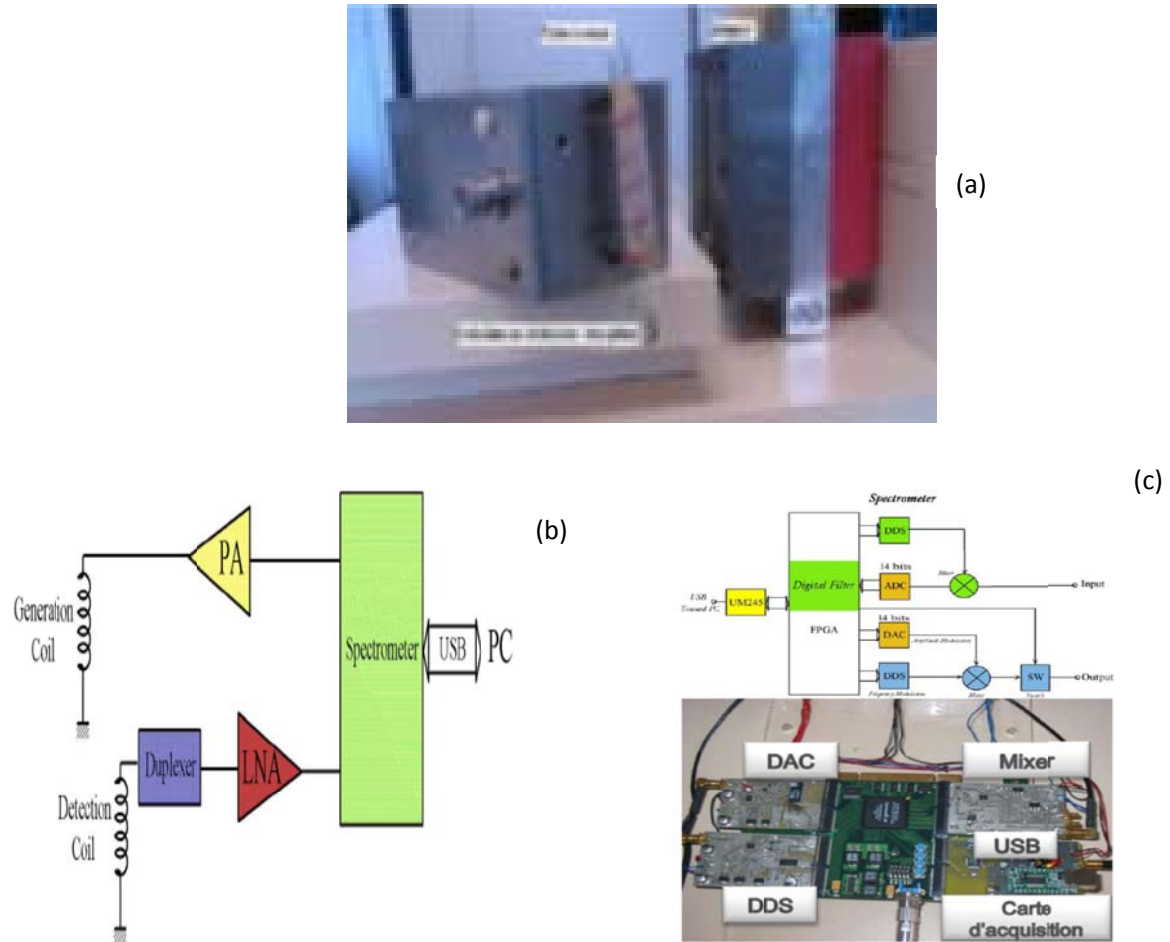 (a)
(b)
PA
Generation
Coil
Spectrometer
USB
PC
Duplexer
LNA
Detection
Coil
(c)
Spectrometer
DDS
14 bits
Mixer
Digital Filter
ADC
Input
USB
Toward PC
UM245
FPGA
14 bits
DAC
Amplitude Modulation
DDS
SW
Output
Frequency Modulation
Mixer
Switch
DAC
Mixer
USB
DDS
Carte
d'acquisition